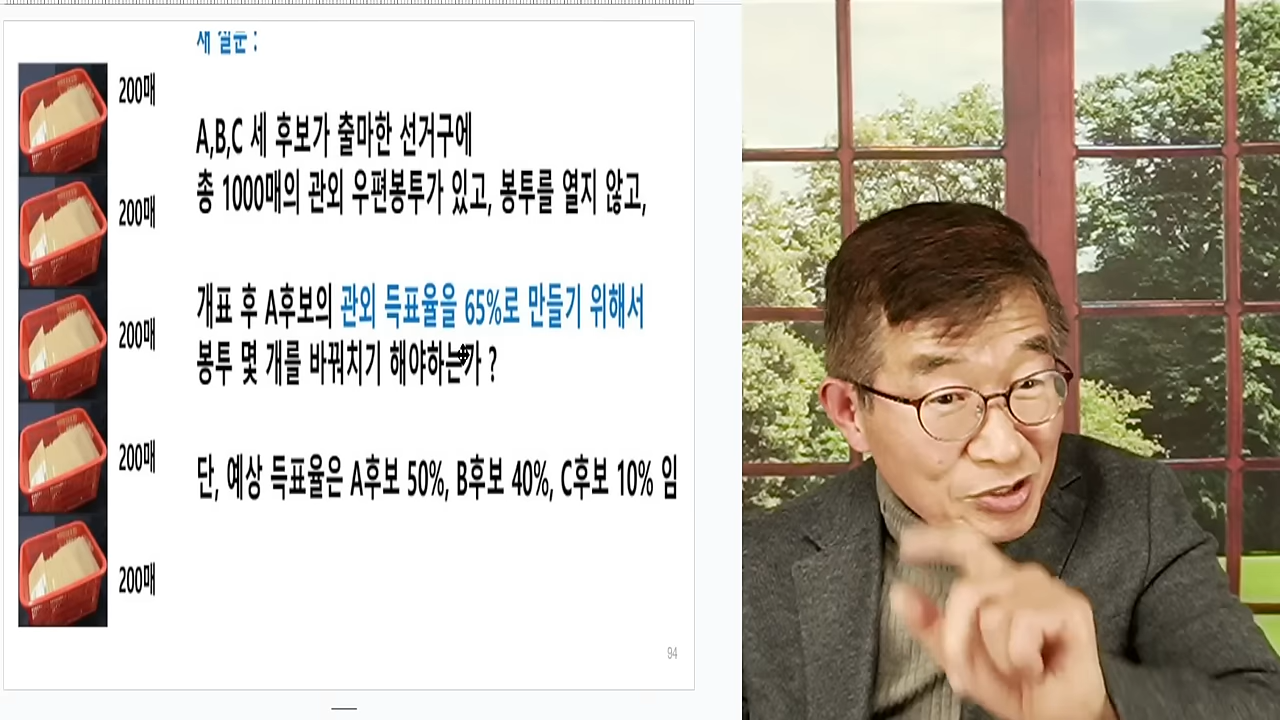 새 질문 :
200매
200매
200매
200매
200매
A,B,C 세 후보가 출마한 선거구에
총 1000매의 관외 우편봉투가 있고, 봉투를 열지 않고,
개표 후 A후보의 관외 득표율을 65%로 만들기 위해서
봉투 몇 개를 바꿔치기 해야하는가 ?
단, 예상 득표율은 A후보 50%, B후보 40%, C후보 10% 임
94